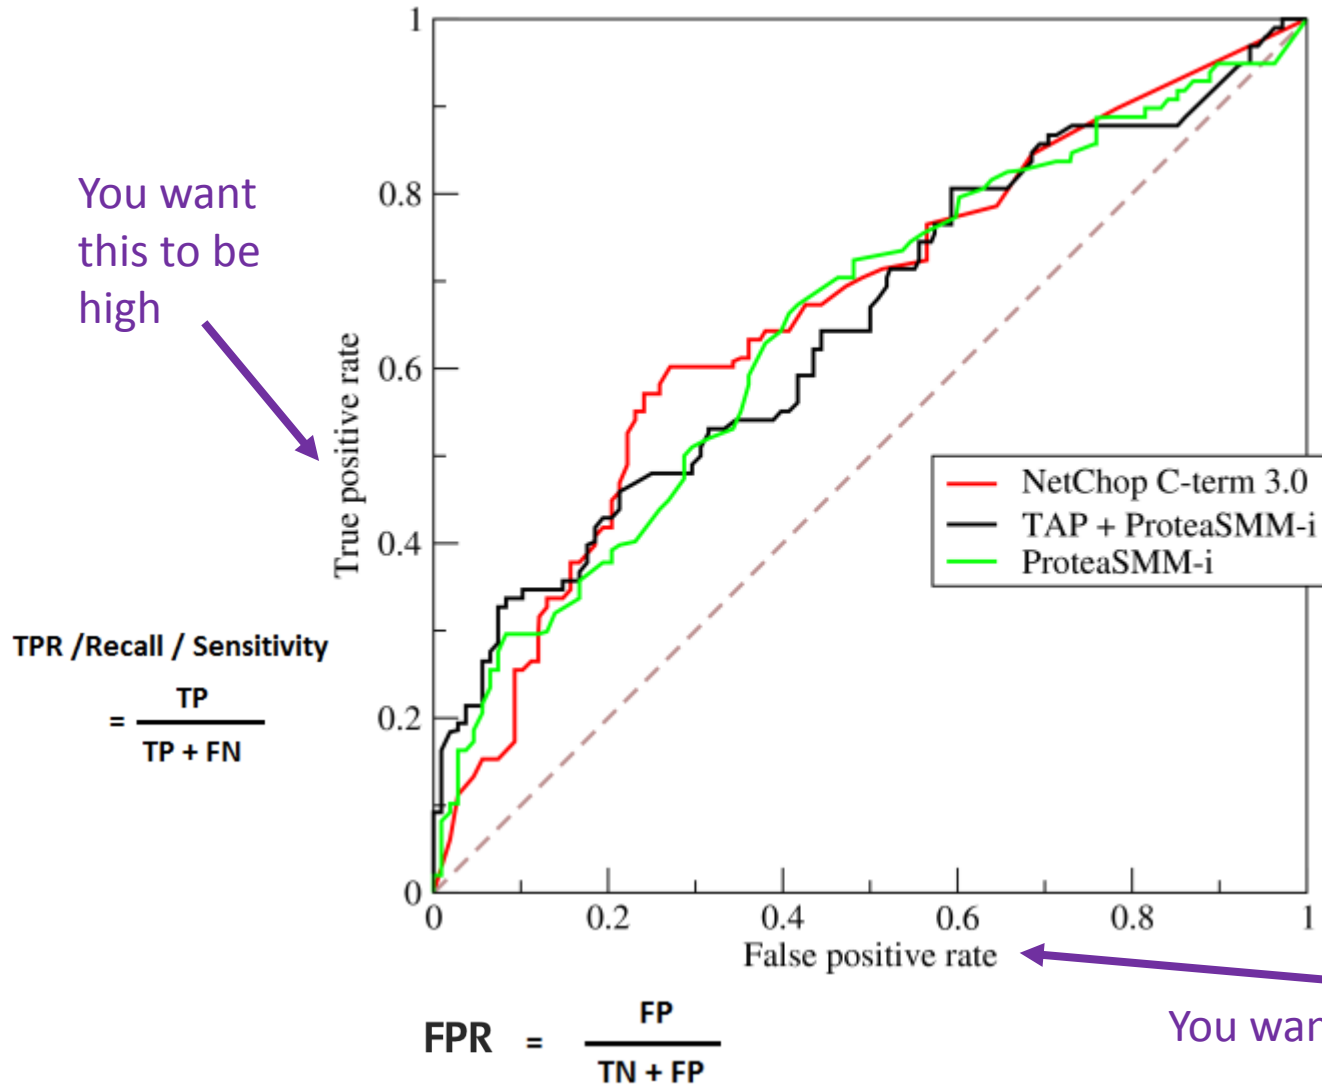 You want
this to be
high
True positive rate
1
0.8
0.6
0.4
0.2
0
0
0.2
0.4
0.6
0.8
1
False positive rate
NetChop C-term 3.0
TAP + ProteaSMM-i
ProteaSMM-i
TPR /Recall / Sensitivity
= TP
TP + FN
FPR = FP
TN + FP
You